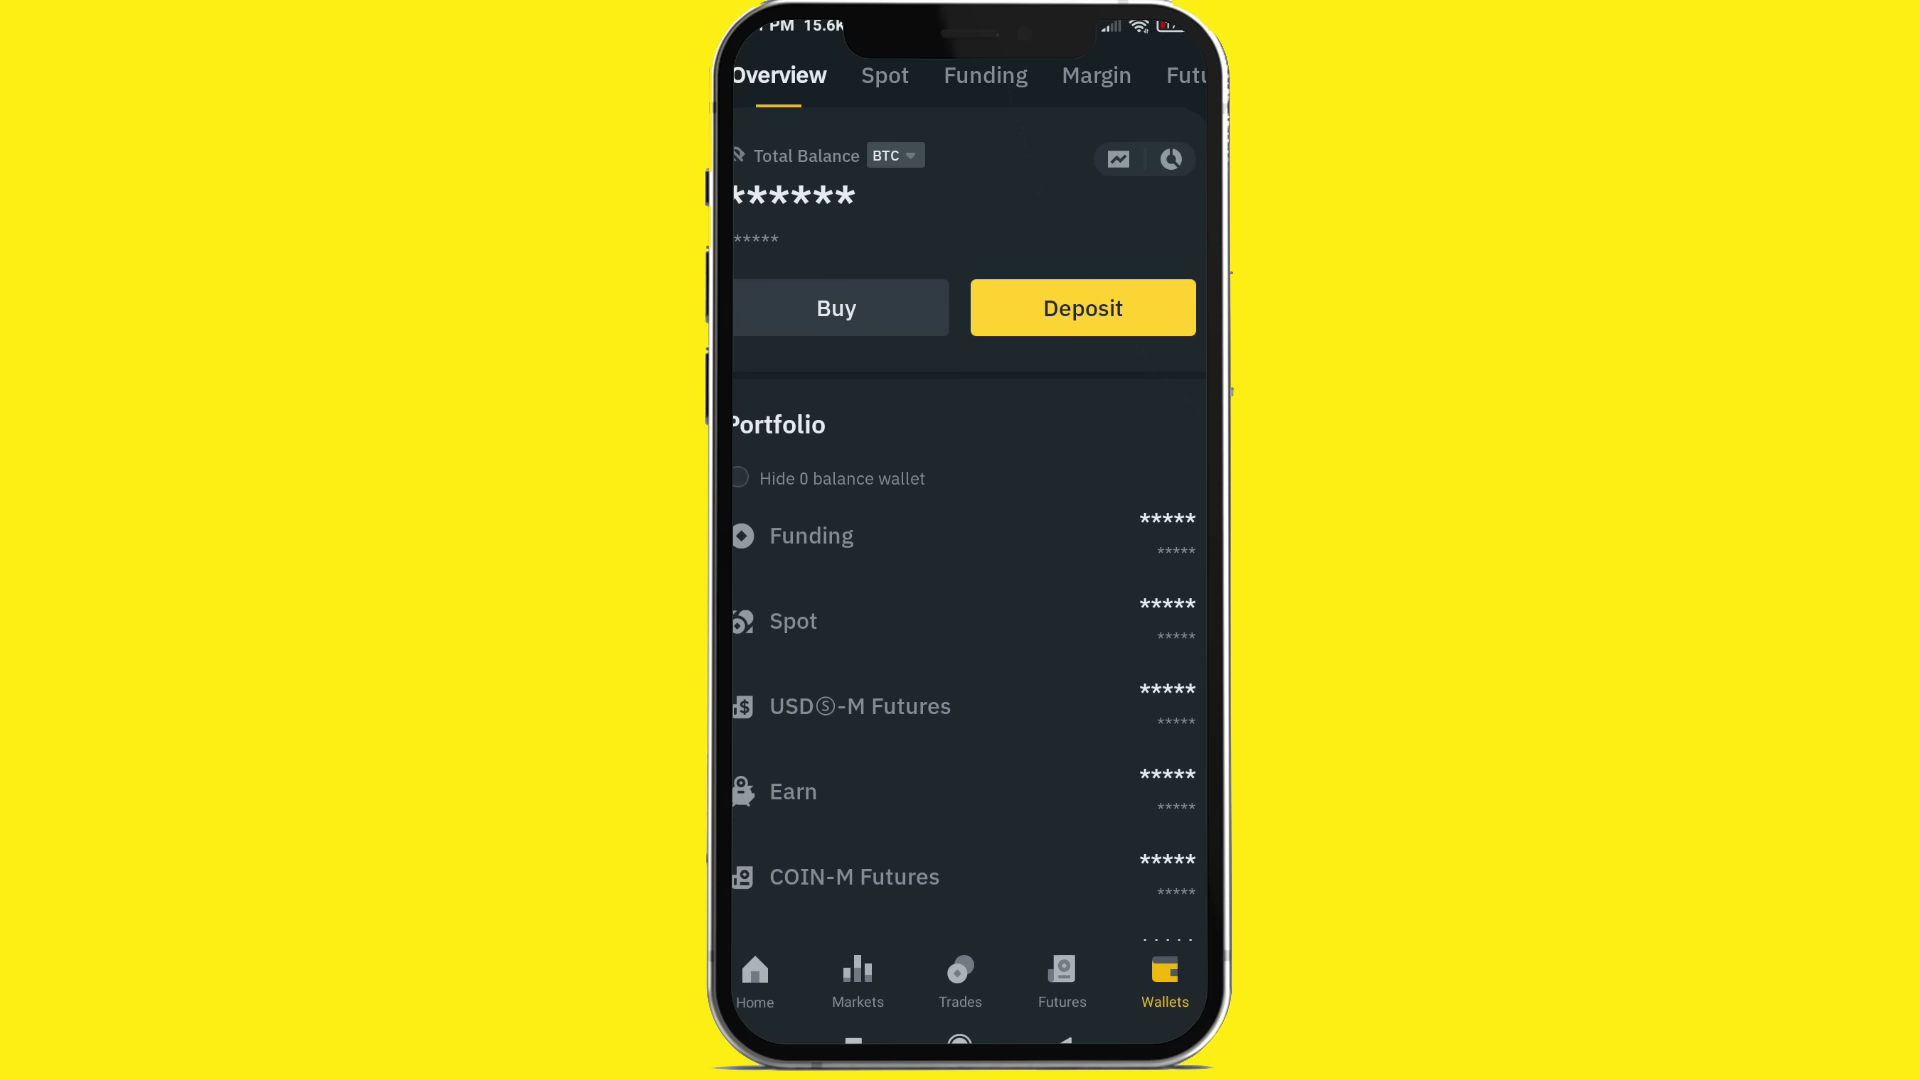 PM 15.6K
Overview Spot Funding Margin Futu
Total Balance BTC
******
*****
Buy Deposit
Portfolio
Hide 0 balance wallet
Funding *****
*****
Spot *****
*****
USDⓈ-M Futures *****
*****
Earn *****
*****
COIN-M Futures *****
*****
Home Markets Trades Futures Wallets